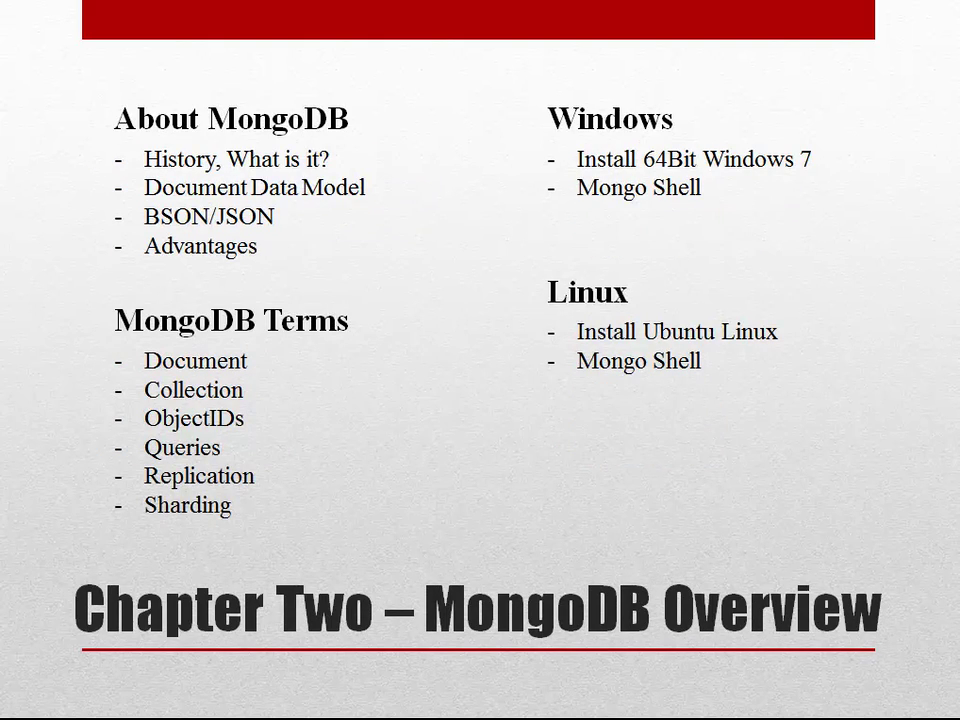 About MongoDB
- History, What is it?
- Document Data Model
- BSON/JSON
- Advantages
MongoDB Terms
- Document
- Collection
- ObjectIDs
- Queries
- Replication
- Sharding
Windows
- Install 64Bit Windows 7
- Mongo Shell
Linux
- Install Ubuntu Linux
- Mongo Shell
Chapter Two – MongoDB Overview